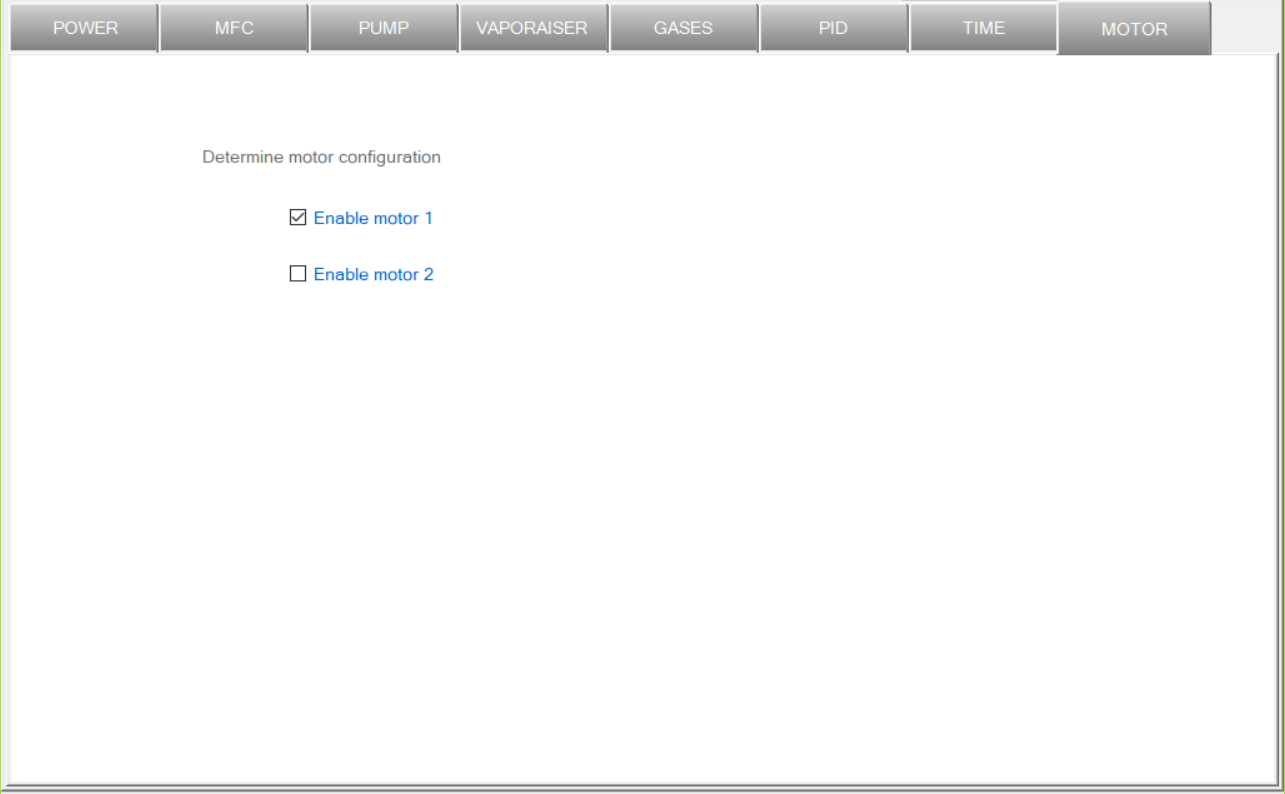 POWER MFC PUMP VAPORAISER GASES PID TIME MOTOR
Determine motor configuration
Enable motor 1
Enable motor 2